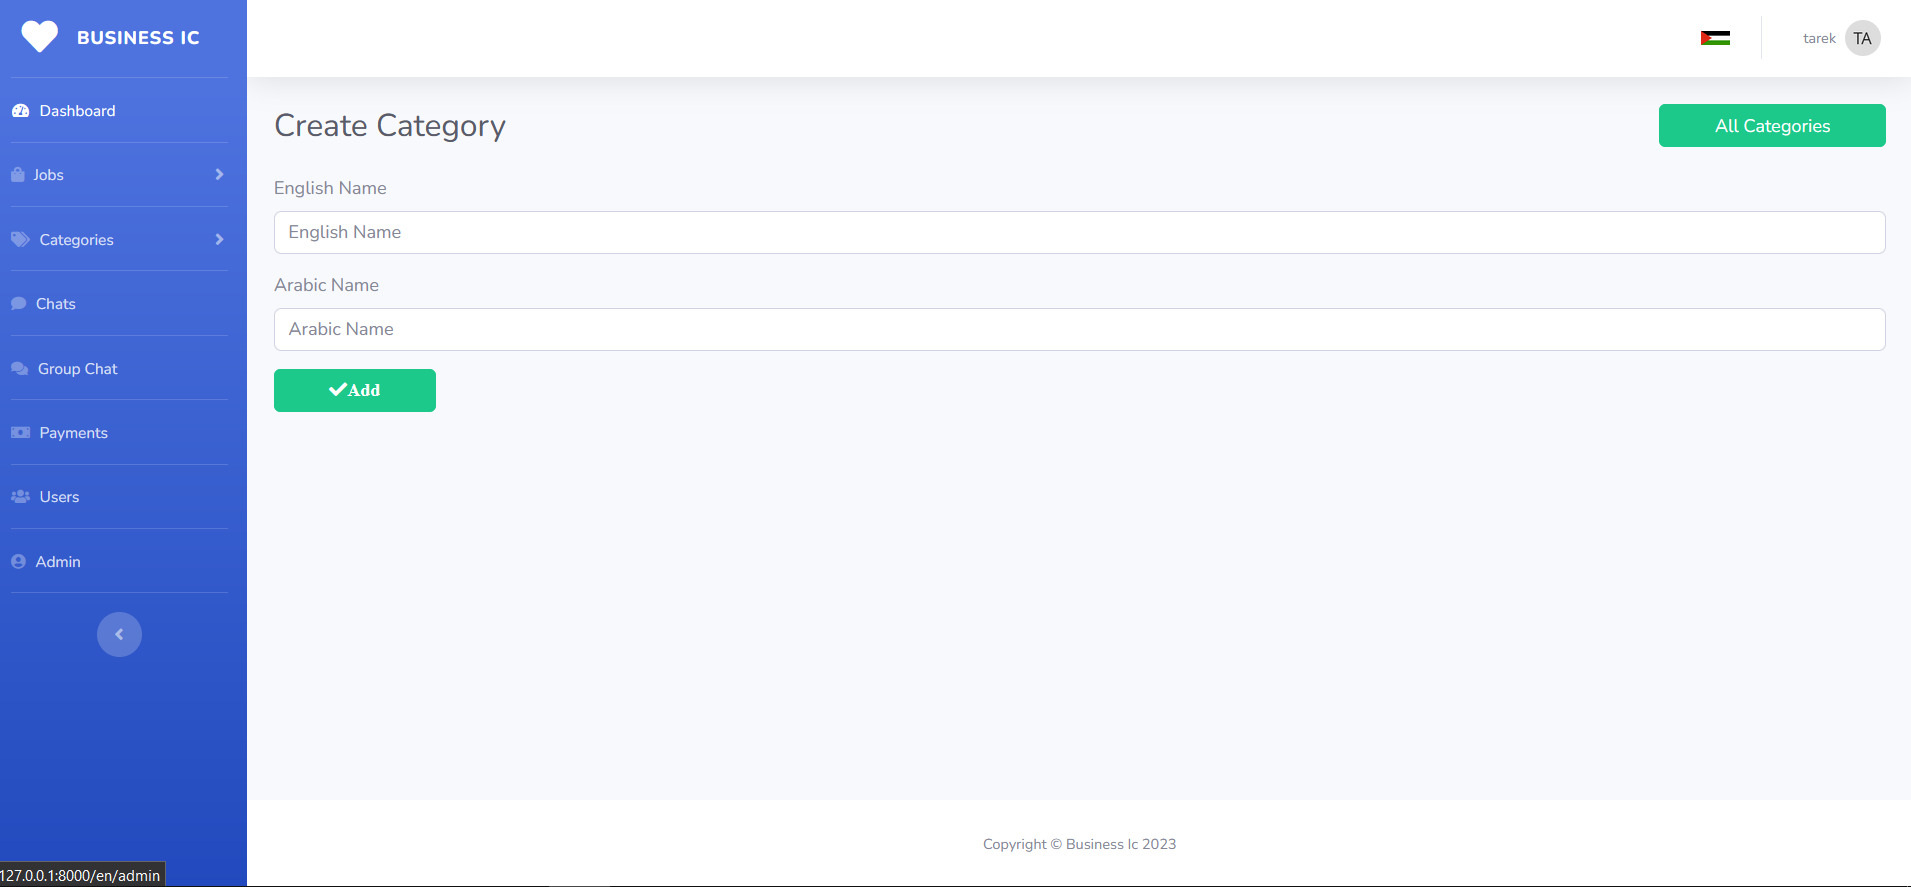 BUSINESS IC
tarek TA
Dashboard
Jobs
Categories
Chats
Group Chat
Payments
Users
Admin
Create Category
All Categories
English Name
English Name
Arabic Name
Arabic Name
Add
Copyright © Business Ic 2023
127.0.0.1:8000/en/admin